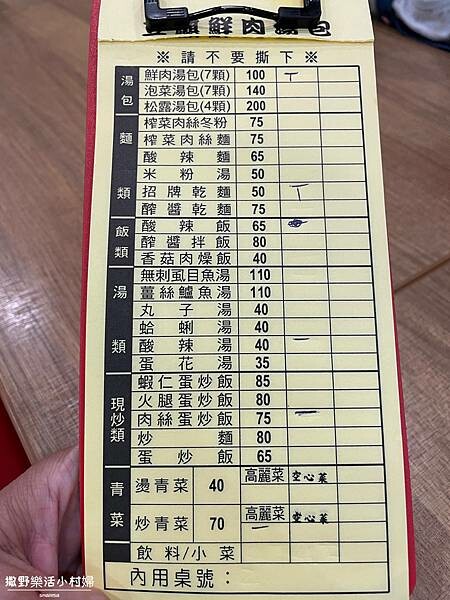 鮮肉湯包
※請不要撕下※
湯包
鮮肉湯包(7顆) 100 ㄒ
泡菜湯包(7顆) 140
松露湯包(4顆) 200
麵類
榨菜肉絲冬粉 75
榨菜肉絲麵 75
酸辣麵 65
米粉湯 50
招牌乾麵 50 ㄒ
醡醬乾麵 75
飯類
酸辣飯 65
醡醬拌飯 80
香菇肉燥飯 40
湯類
無刺虱目魚湯 110
薑絲鱸魚湯 110
丸子湯 40
蛤蜊湯 40
酸辣湯 40 一
蛋花湯 35
現炒類
蝦仁蛋炒飯 85
火腿蛋炒飯 80
肉絲蛋炒飯 75 一
炒麵 80
蛋炒飯 65
青菜
燙青菜 40 高麗菜 空心菜
炒青菜 70 高麗菜 空心菜
一
飲料/小菜
內用桌號：
撒野樂活小村婦